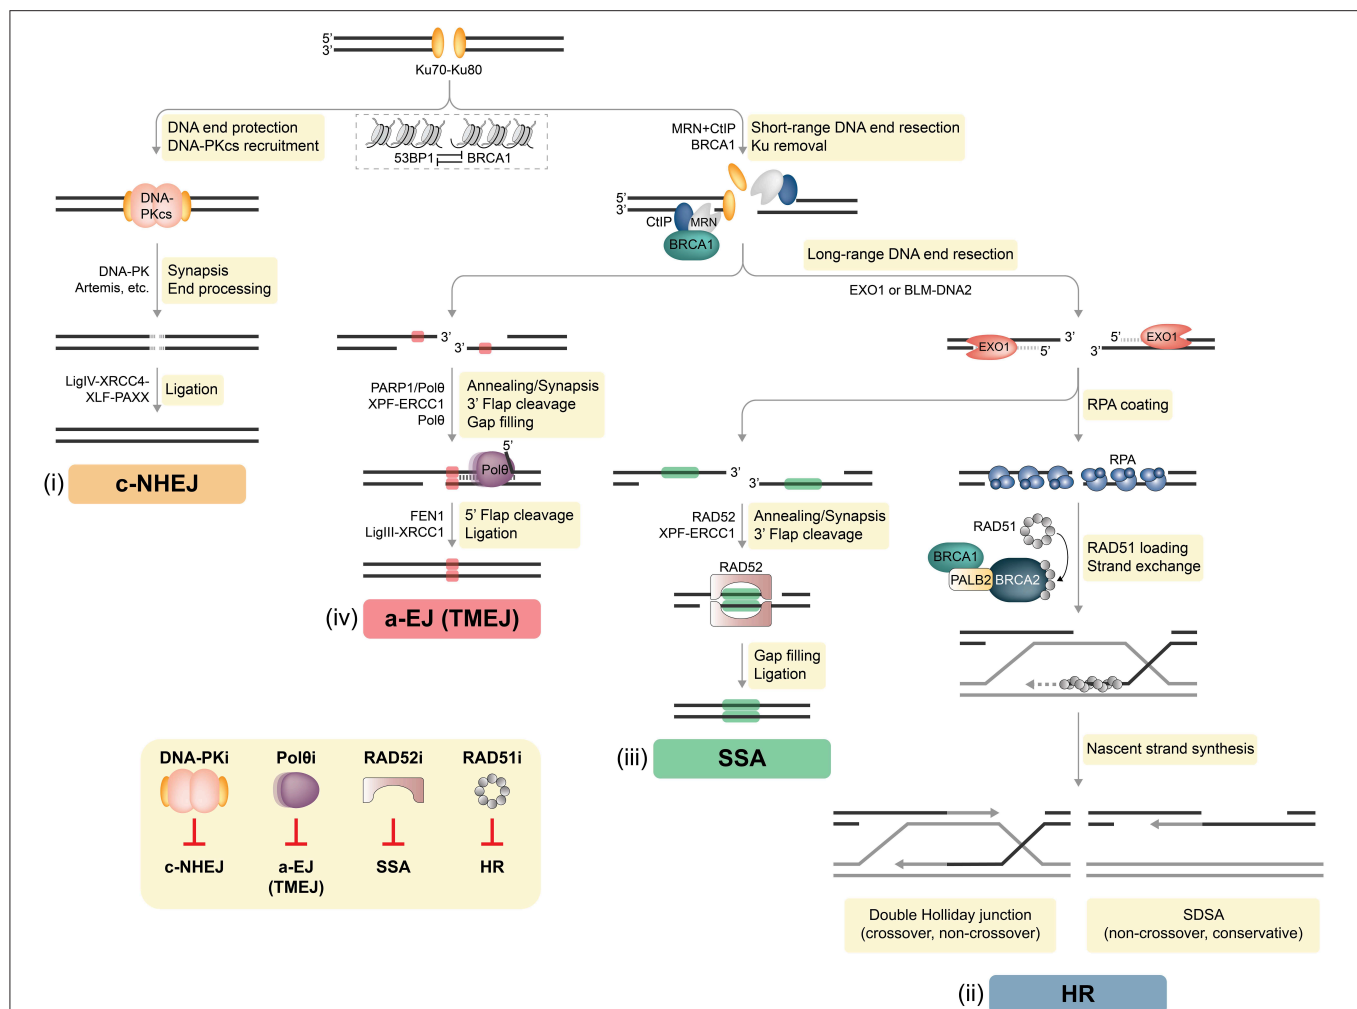 5’
3’
Ku70-Ku80
DNA end protection
DNA-PKcs recruitment
53BP1
BRCA1
MRN+CtIP
BRCA1
Short-range DNA end resection
Ku removal
DNA-
PKcs
5’
3’
CtIP
MRN
BRCA1
DNA-PK
Artemis, etc.
Synapsis
End processing
Long-range DNA end resection
EXO1 or BLM-DNA2
3’
3’
EXO1
5’
3’
5’
EXO1
3’
LigIV-XRCC4-
XLF-PAXX
Ligation
(i)
c-NHEJ
PARP1/Polθ
XPF-ERCC1
Polθ
Annealing/Synapsis
3’ Flap cleavage
Gap filling
5’
Polθ
FEN1
LigIII-XRCC1
5’ Flap cleavage
Ligation
(iv)
a-EJ (TMEJ)
3’
3’
RAD52
XPF-ERCC1
Annealing/Synapsis
3’ Flap cleavage
RAD52
Gap filling
Ligation
(iii)
SSA
RPA coating
RPA
RAD51
BRCA1
PALB2
BRCA2
RAD51 loading
Strand exchange
Nascent strand synthesis
Double Holliday junction
(crossover, non-crossover)
SDSA
(non-crossover, conservative)
(ii)
HR
DNA-PKi
Polθi
RAD52i
RAD51i
c-NHEJ
a-EJ
(TMEJ)
SSA
HR